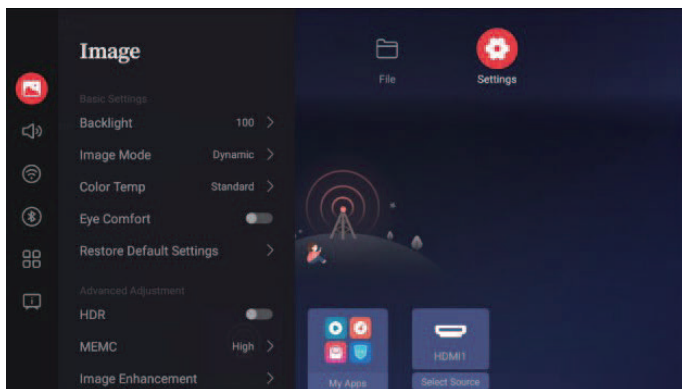 Image
File
Settings
Basic Settings
Backlight 100
Image Mode Dynamic
Color Temp Standard
Eye Comfort
Restore Default Settings
Advanced Adjustment
HDR
MEMC High
Image Enhancement
HDMI1
My Apps
Select Source